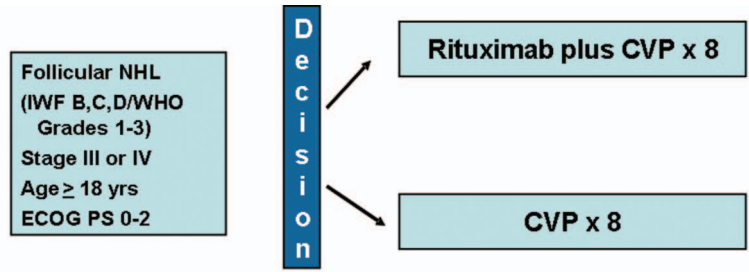 Follicular NHL
(IWF B,C,D/WHO
Grades 1-3)
Stage III or IV
Age ≥ 18 yrs
ECOG PS 0-2
Decision
Rituximab plus CVP x 8
CVP x 8